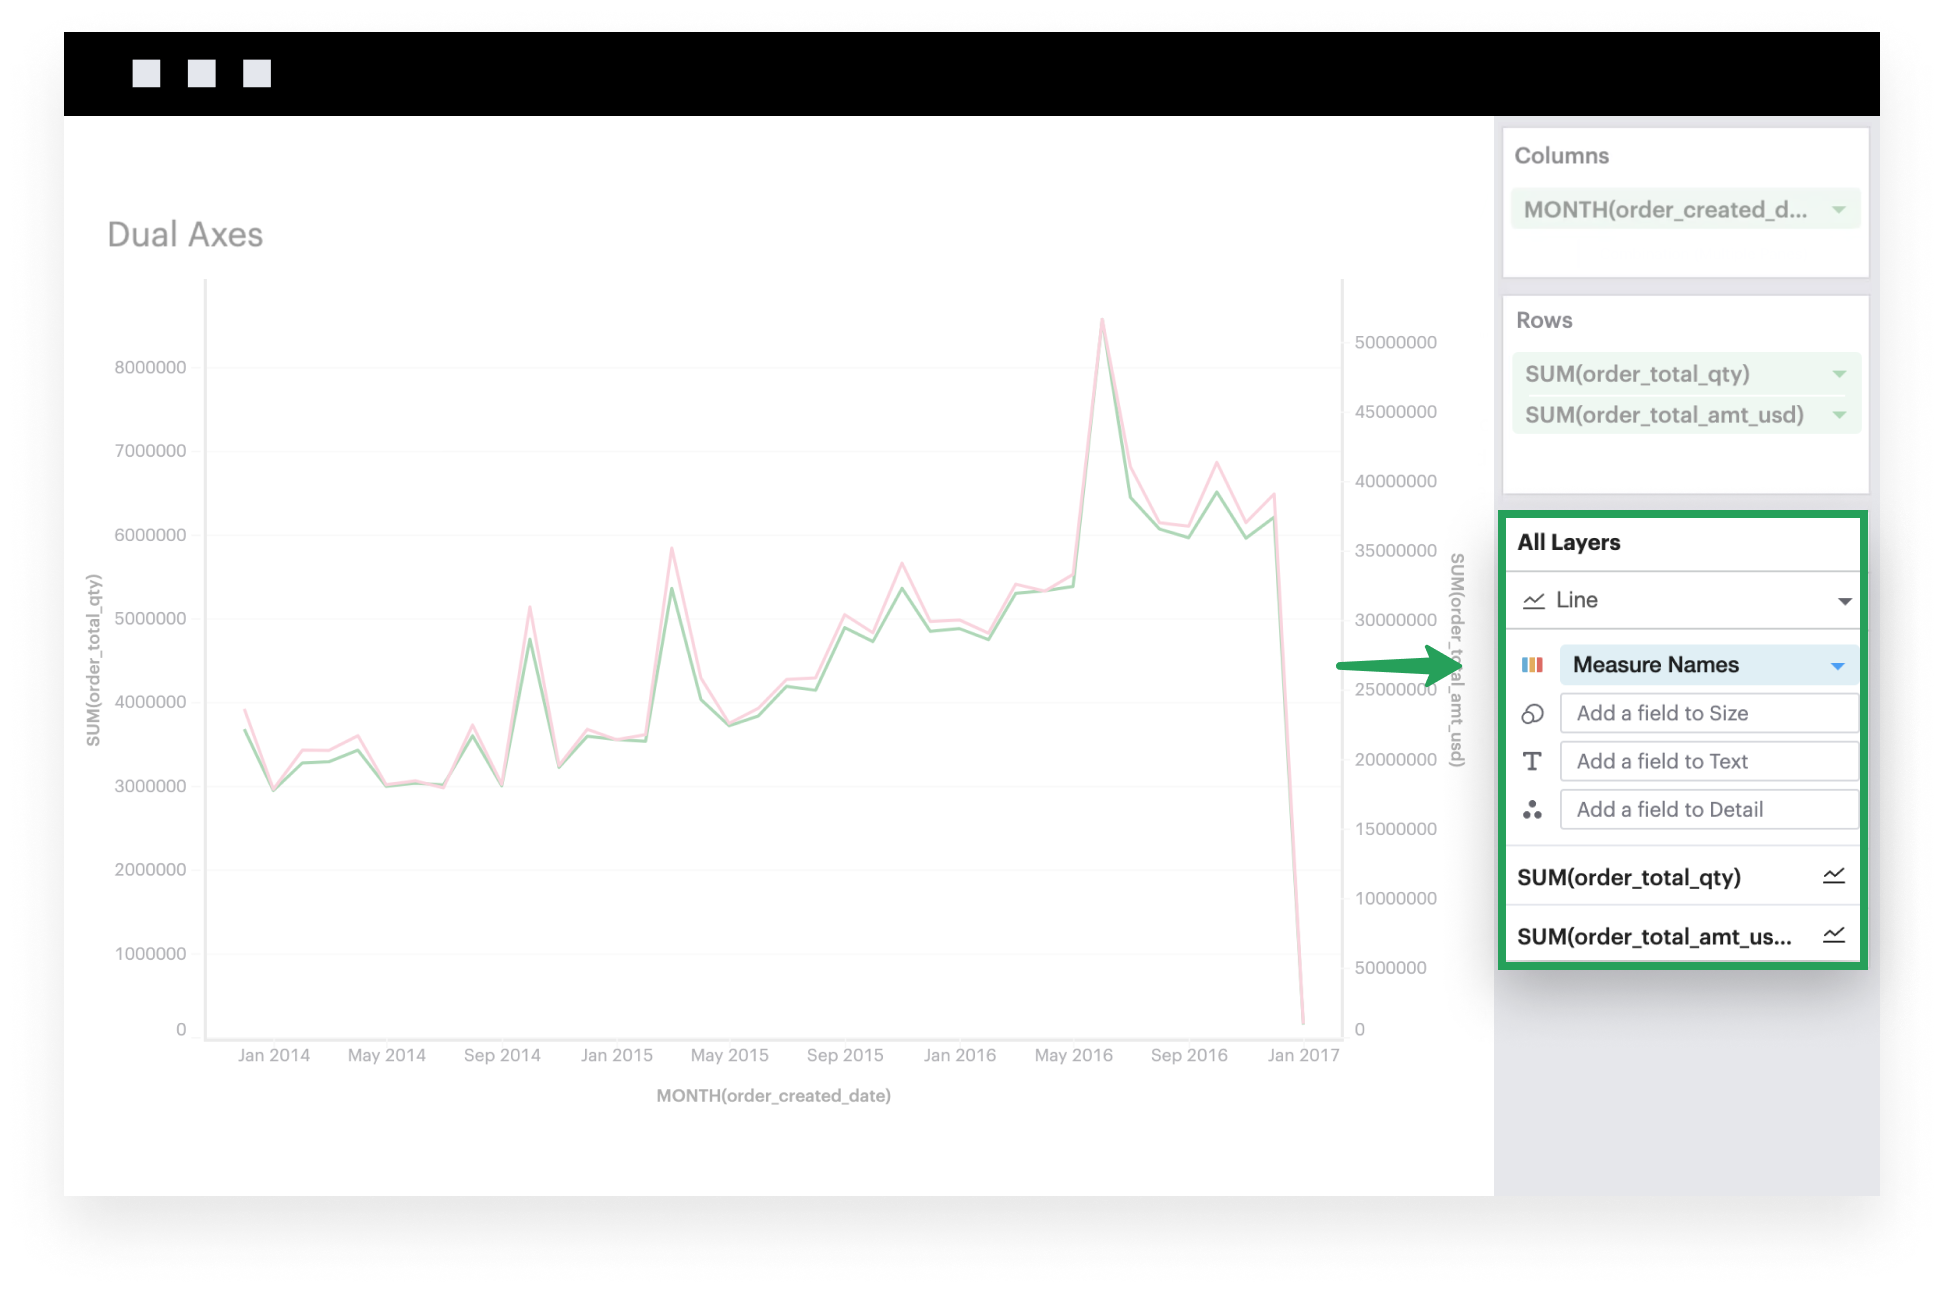 Dual Axes
8000000
7000000
6000000
5000000
4000000
3000000
2000000
1000000
0
SUM(order_total_qty)
50000000
45000000
40000000
35000000
30000000
25000000
20000000
15000000
10000000
5000000
0
SUM(order_total_amt_usd)
Jan 2014 May 2014 Sep 2014 Jan 2015 May 2015 Sep 2015 Jan 2016 May 2016 Sep 2016 Jan 2017
MONTH(order_created_date)
Columns
MONTH(order_created_d...
Rows
SUM(order_total_qty)
SUM(order_total_amt_usd)
All Layers
Line
Measure Names
Add a field to Size
T Add a field to Text
Add a field to Detail
SUM(order_total_qty)
SUM(order_total_amt_us...